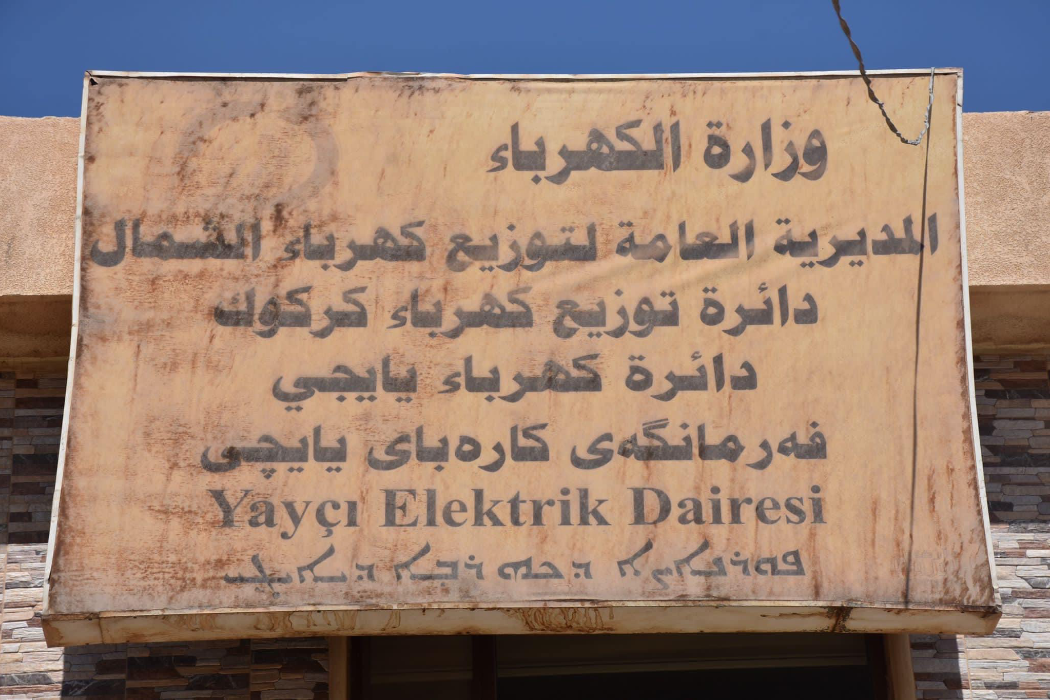 وزارة الكهرباء
المديرية العامة لتوزيع كهرباء الشمال
دائرة توزيع كهرباء كركوك
دائرة كهرباء يايجي
فەرمانگەی کارەبای یایچی
Yayçı Elektrik Dairesi